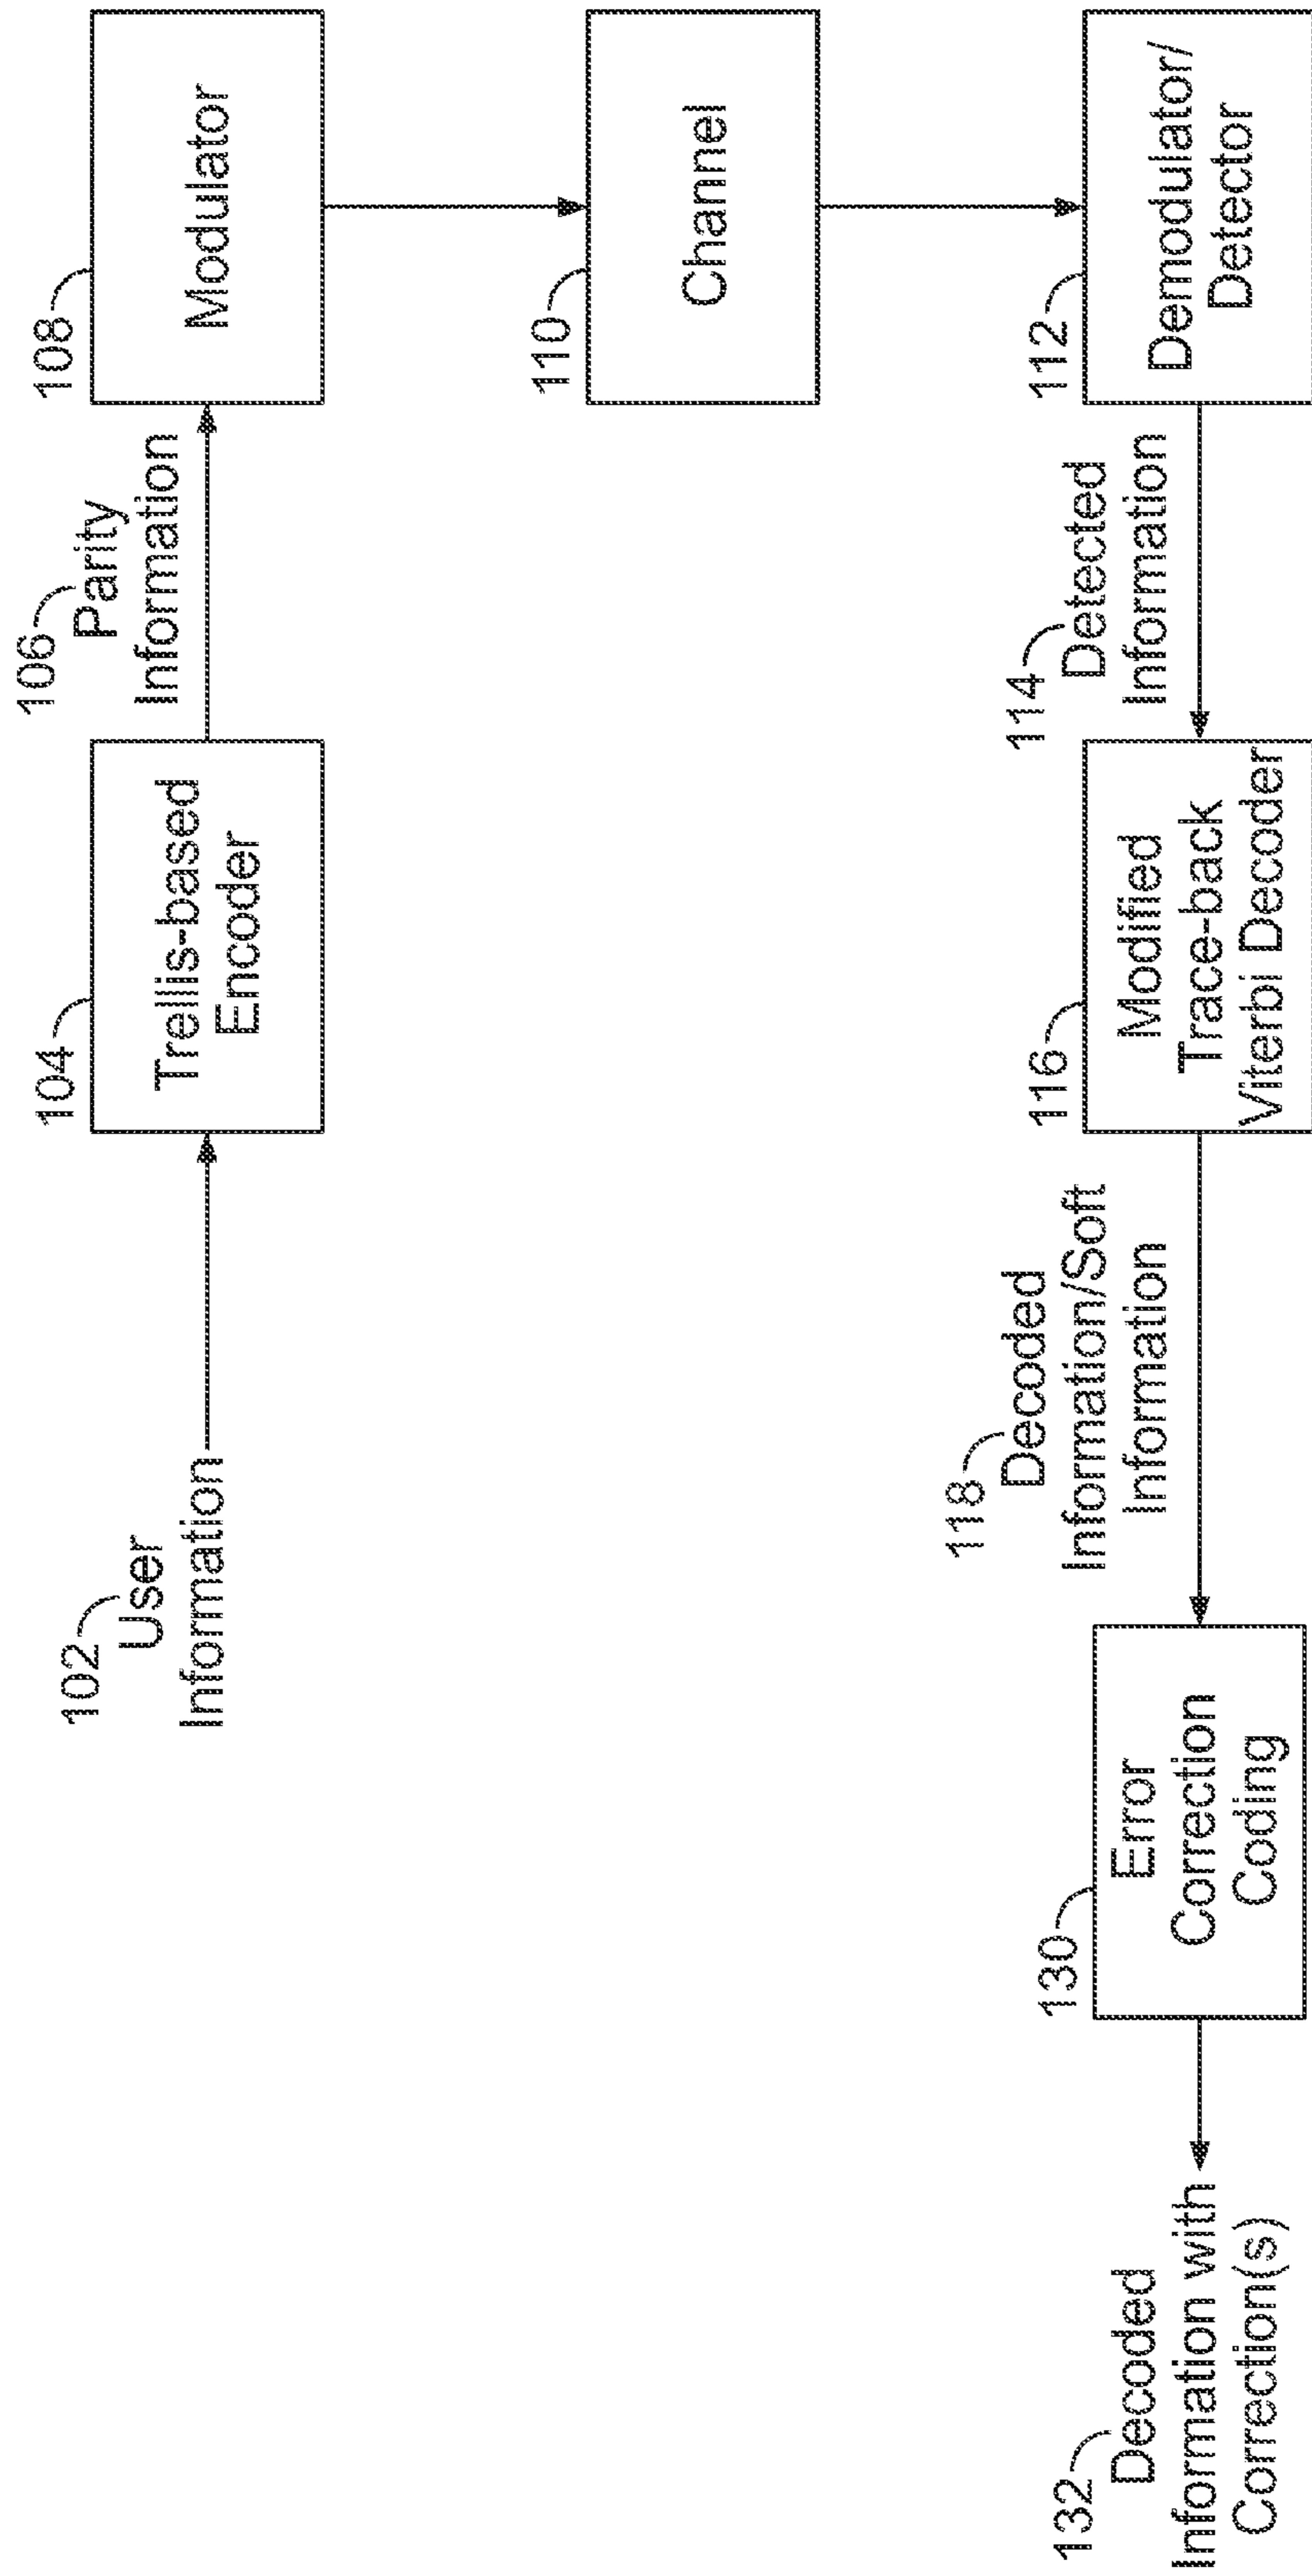 102
User
Information
104
Trellis-based
Encoder
106
Parity
Information
108
Modulator
110
Channel
112
Demodulator/
Detector
114
Detected
Information
116
Modified
Trace-back
Viterbi Decoder
118
Decoded
Information/Soft
Information
130
Error
Correction
Coding
132
Decoded
Information with
Correction(s)